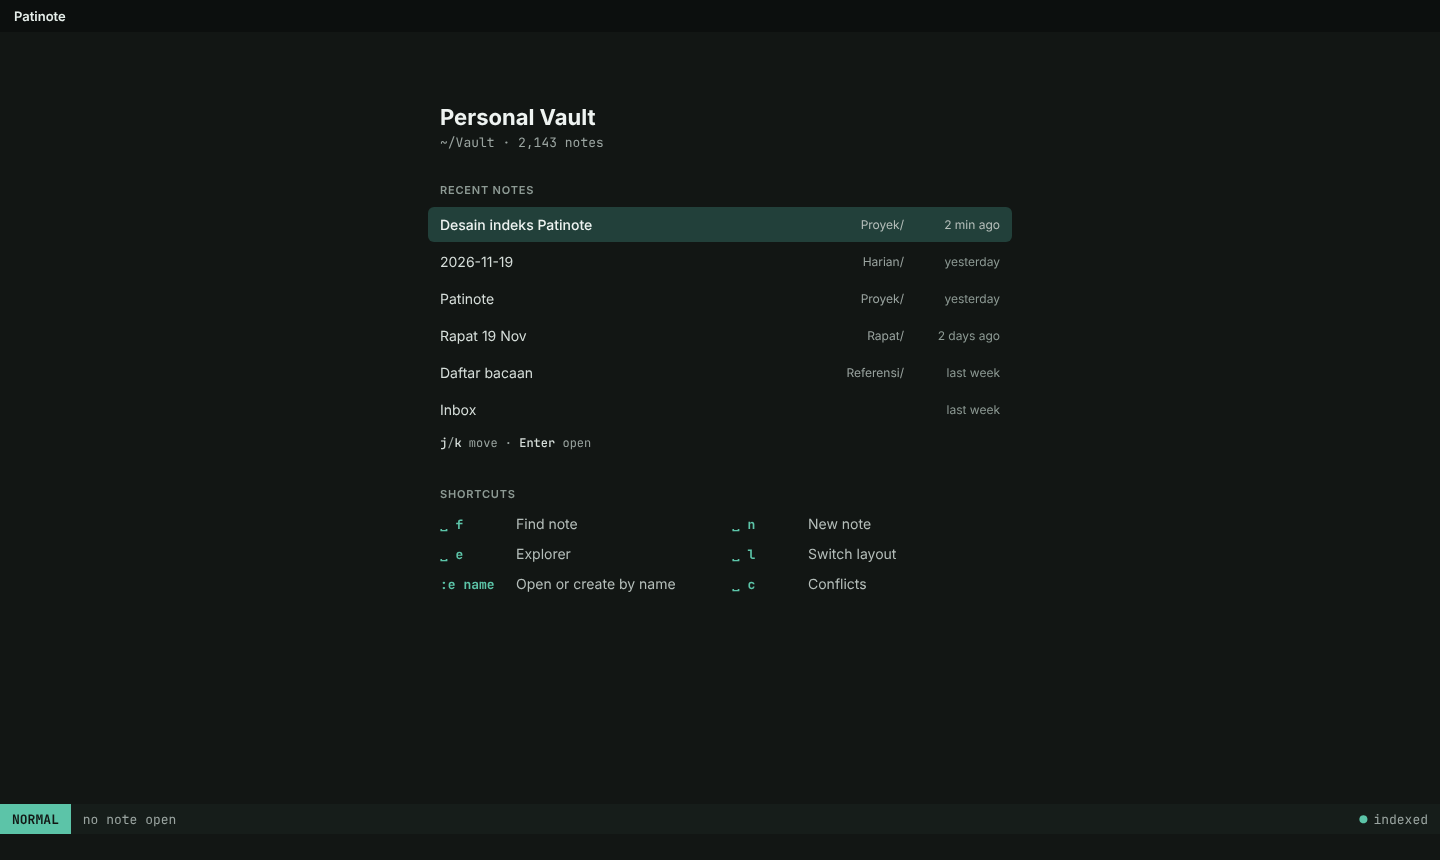 Patinote
Personal Vault
~/Vault · 2,143 notes
RECENT NOTES
Desain indeks Patinote Proyek/ 2 min ago
2026-11-19 Harian/ yesterday
Patinote Proyek/ yesterday
Rapat 19 Nov Rapat/ 2 days ago
Daftar bacaan Referensi/ last week
Inbox last week
j/k move · Enter open
SHORTCUTS
␣ f Find note ␣ n New note
␣ e Explorer ␣ l Switch layout
:e name Open or create by name ␣ c Conflicts
NORMAL no note open indexed